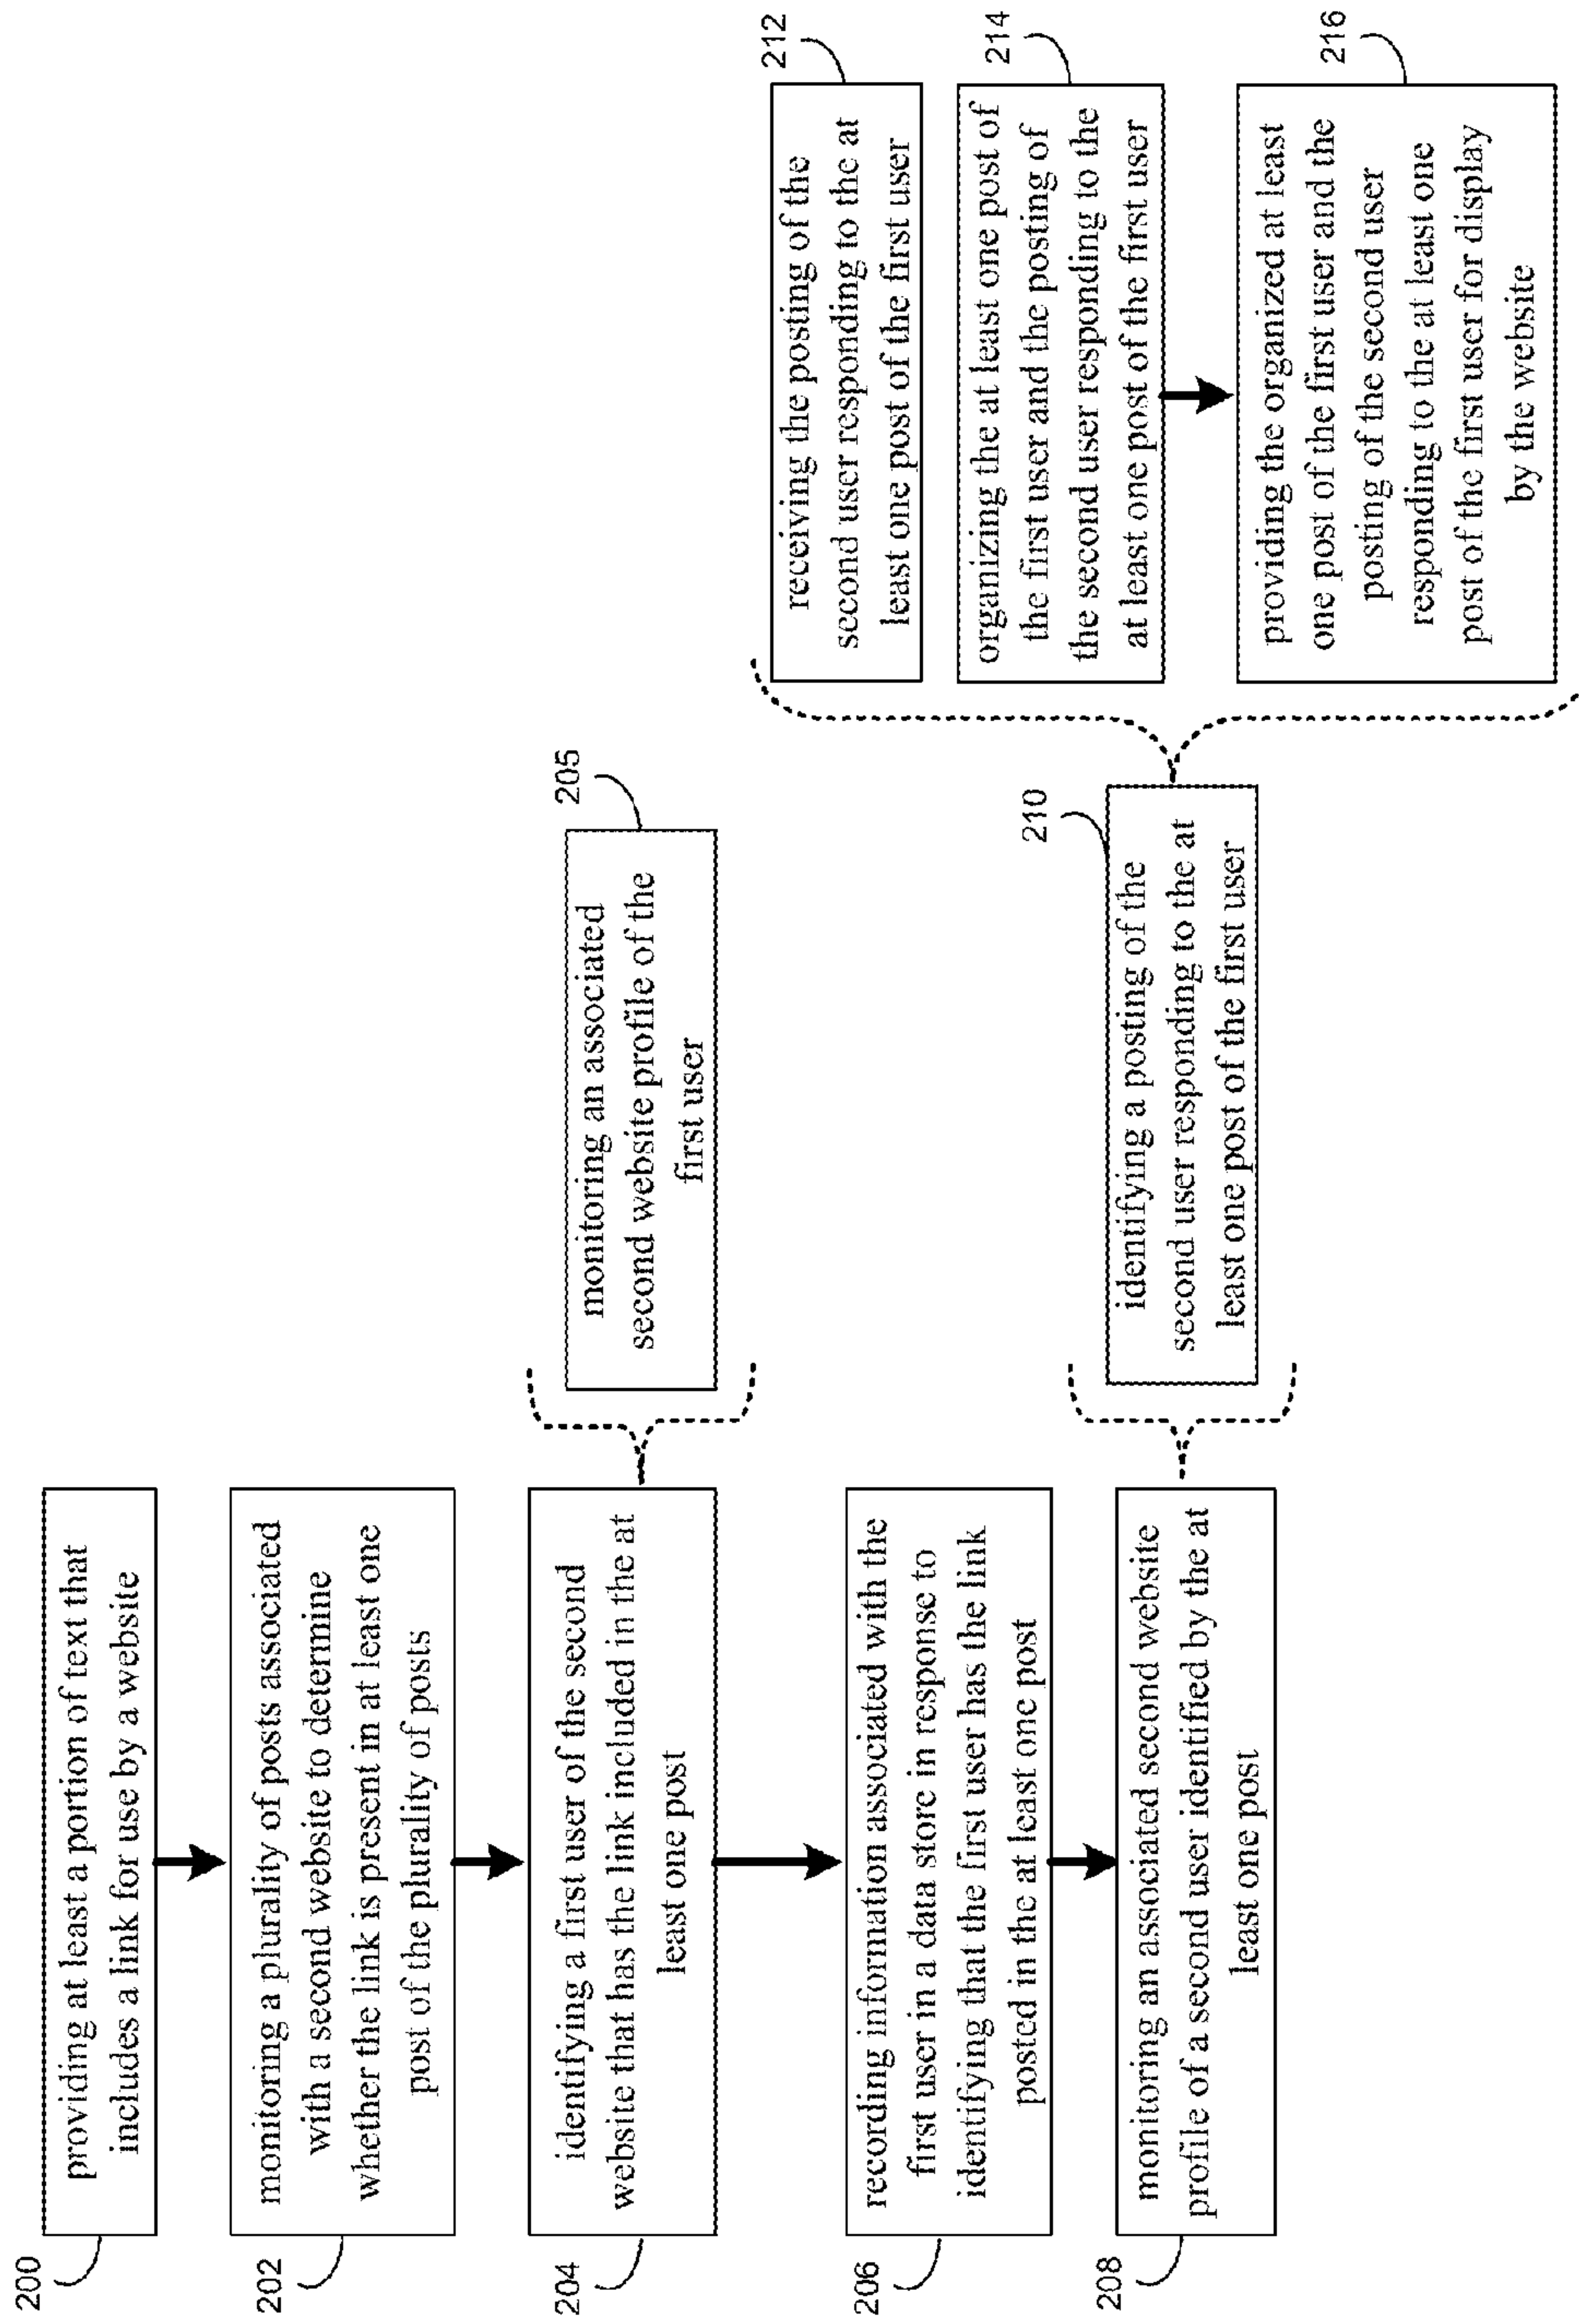 200
providing at least a portion of text that
includes a link for use by a website
202
monitoring a plurality of posts associated
with a second website to determine
whether the link is present in at least one
post of the plurality of posts
204
identifying a first user of the second
website that has the link included in the at
least one post
205
monitoring an associated
second website profile of the
first user
206
recording information associated with the
first user in a data store in response to
identifying that the first user has the link
posted in the at least one post
208
monitoring an associated second website
profile of a second user identified by the at
least one post
210
identifying a posting of the
second user responding to the at
least one post of the first user
212
receiving the posting of the
second user responding to the at
least one post of the first user
214
organizing the at least one post of
the first user and the posting of
the second user responding to the
at least one post of the first user
216
providing the organized at least
one post of the first user and the
posting of the second user
responding to the at least one
post of the first user for display
by the website